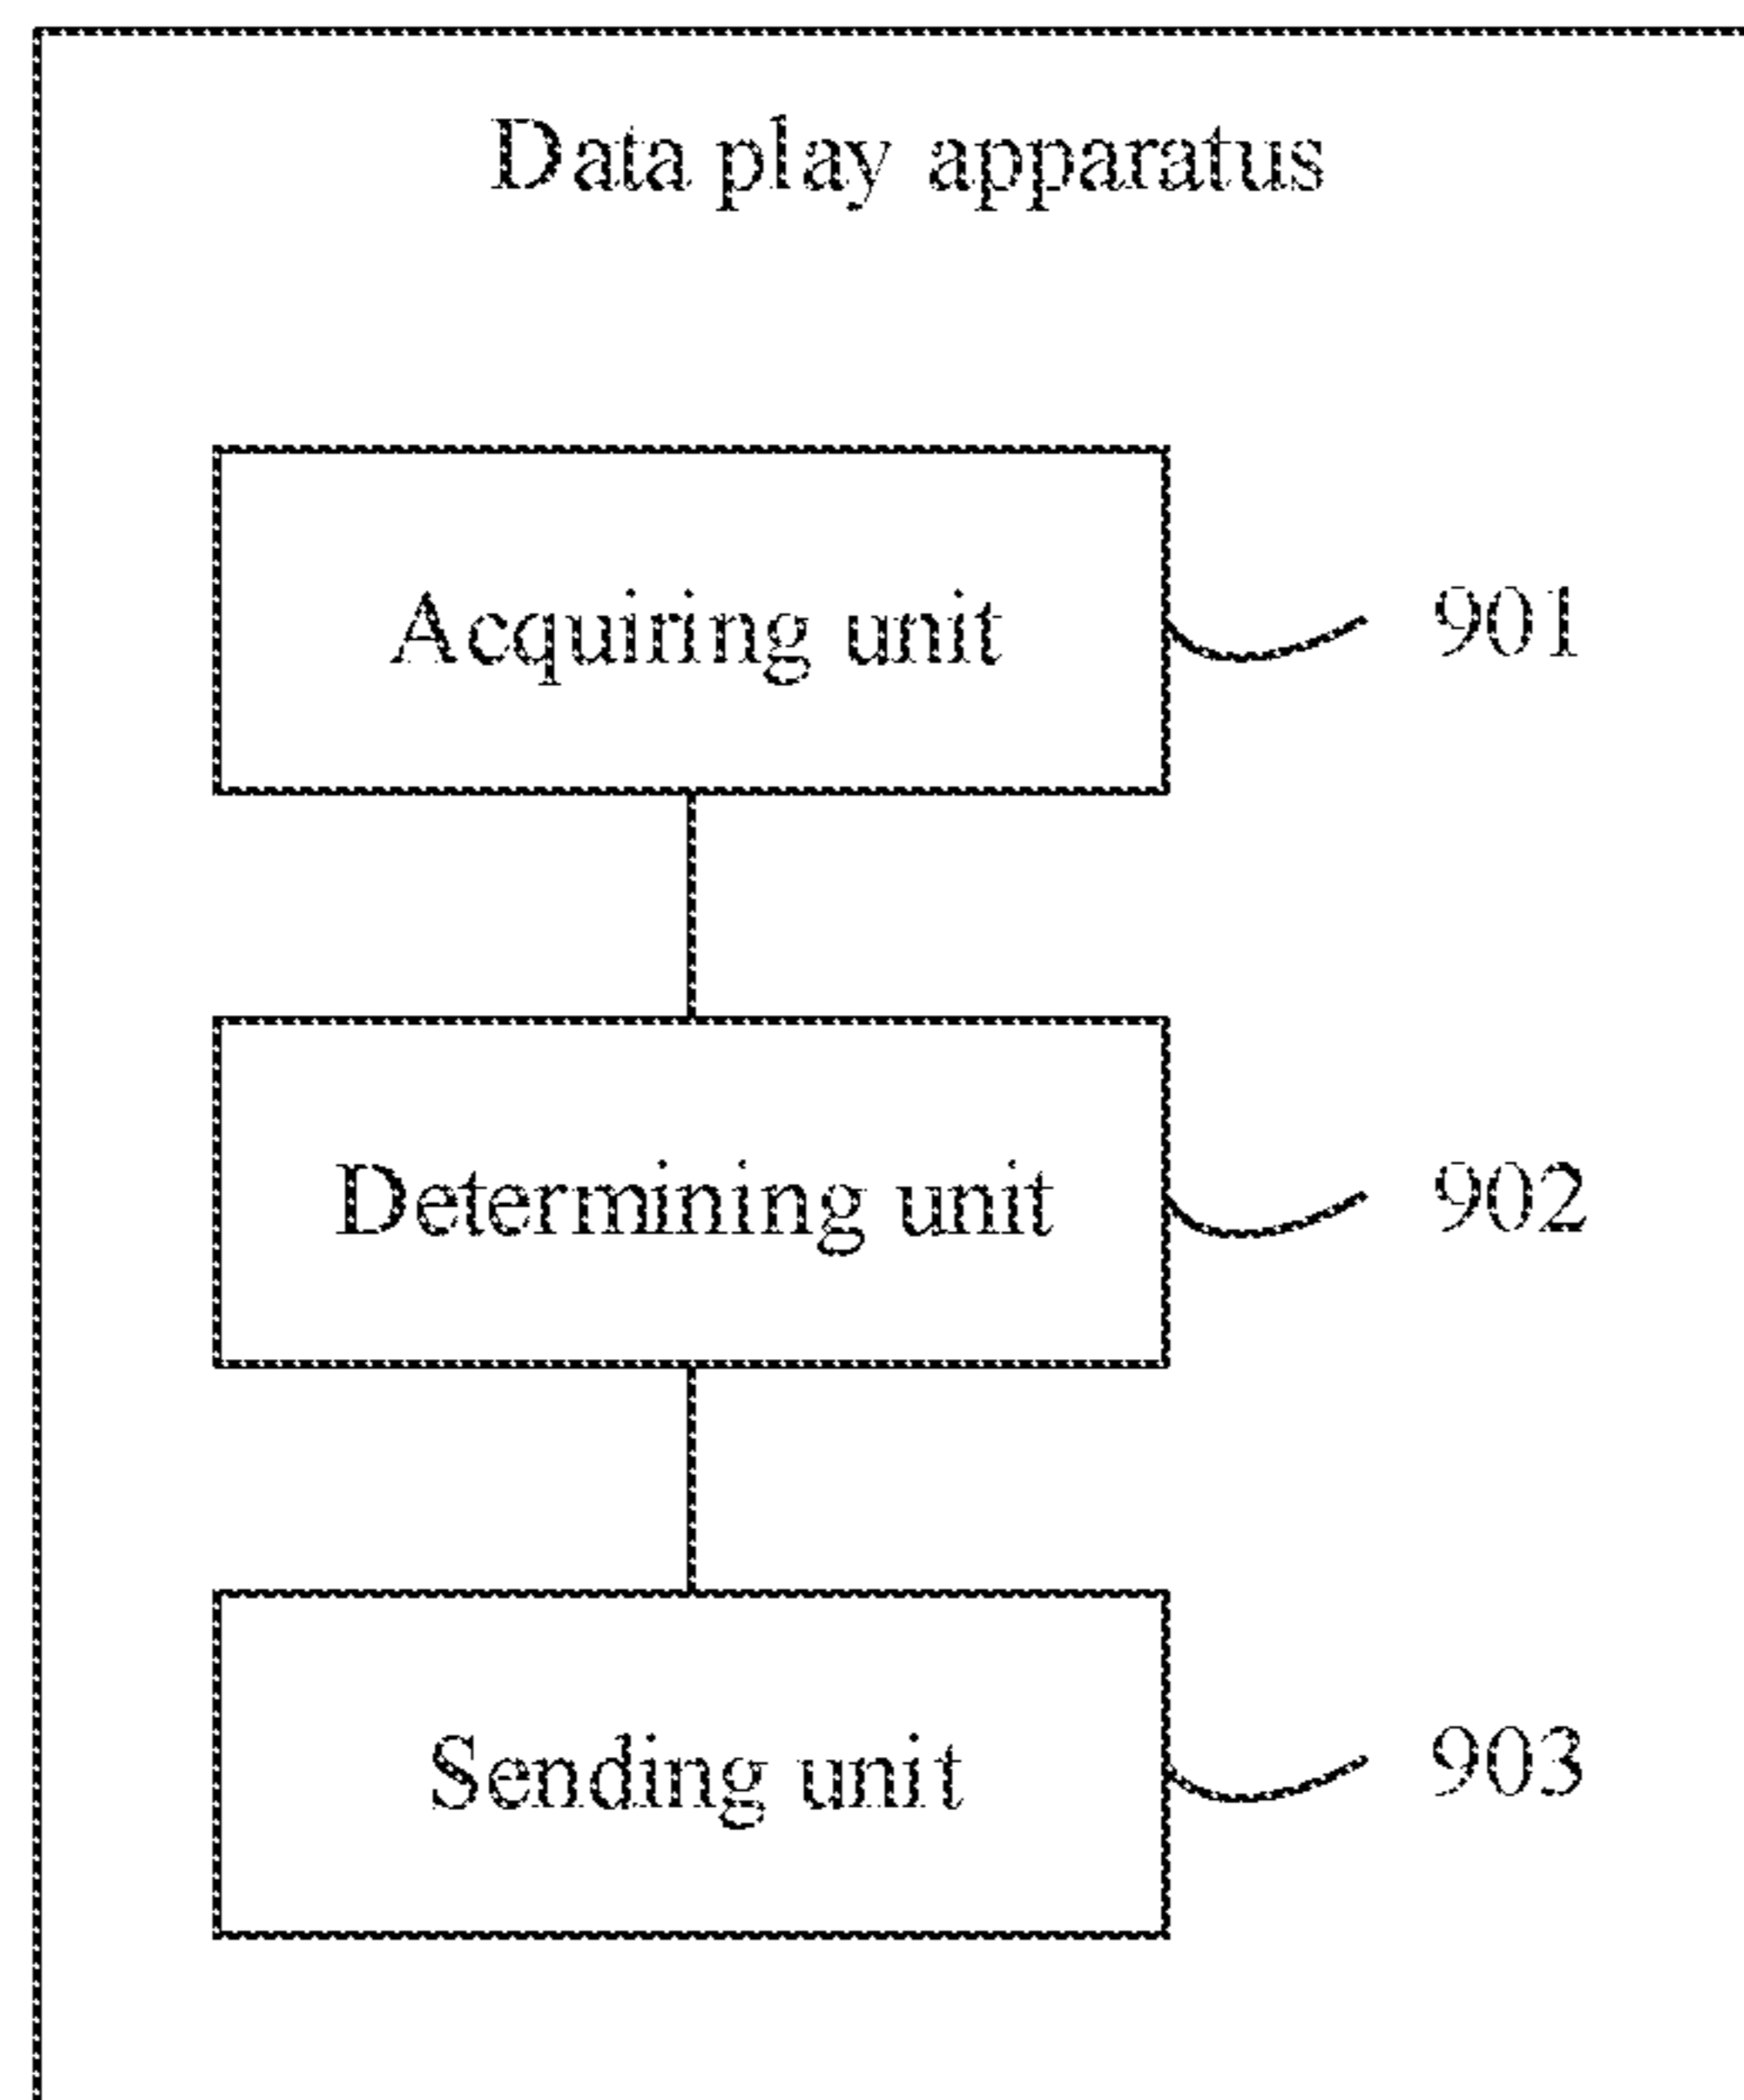 Data play apparatus
Acquiring unit
901
Determining unit
902
Sending unit
903